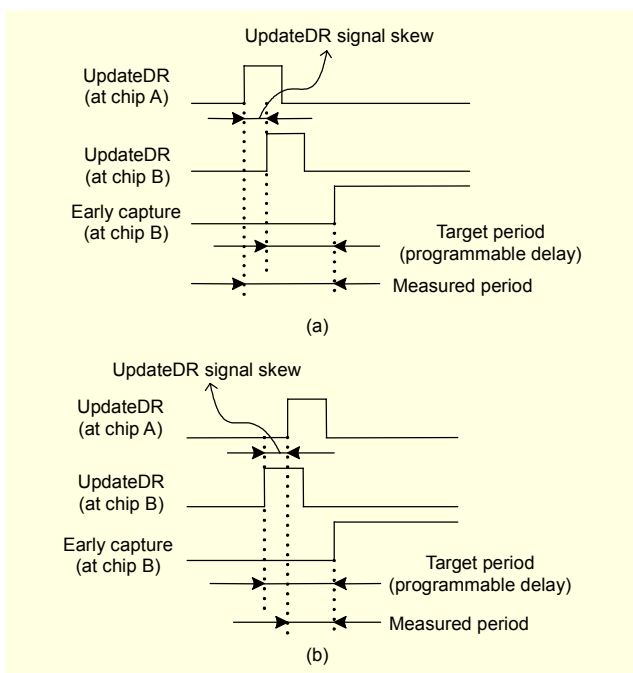 UpdateDR signal skew
UpdateDR
(at chip A)
UpdateDR
(at chip B)
Early capture
(at chip B)
Target period
(programmable delay)
Measured period
(a)
UpdateDR signal skew
UpdateDR
(at chip A)
UpdateDR
(at chip B)
Early capture
(at chip B)
Target period
(programmable delay)
Measured period
(b)